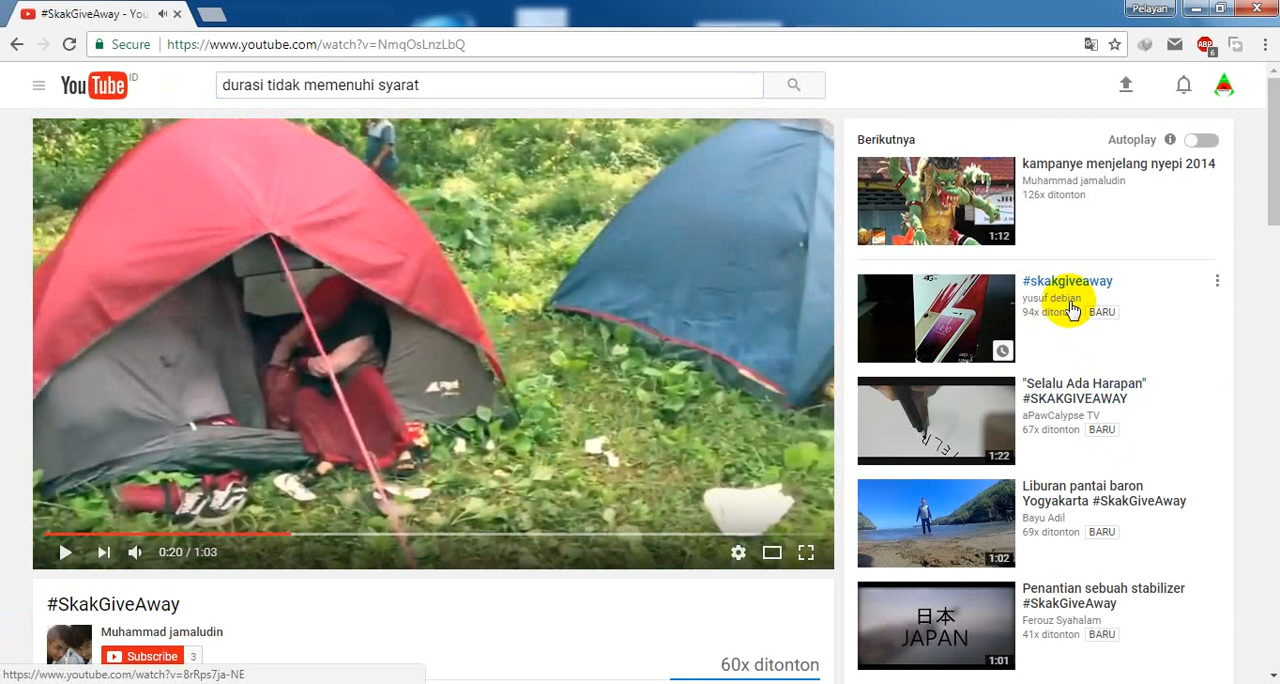 #SkakGiveAway - You
Pelayan
Secure
https://www.youtube.com/watch?v=NmqOsLnzLbQ
ABP
6
YouTube ID
durasi tidak memenuhi syarat
0:20 / 1:03
#SkakGiveAway
Muhammad jamaludin
Subscribe 3
60x ditonton
https://www.youtube.com/watch?v=8rRps7ja-NE
Berikutnya
Autoplay
kampanye menjelang nyepi 2014
Muhammad jamaludin
126x ditonton
1:12
#skakgiveaway
yusuf debian
94x ditonton BARU
"Selalu Ada Harapan"
#SKAKGIVEAWAY
aPawCalypse TV
67x ditonton BARU
1:22
Liburan pantai baron
Yogyakarta #SkakGiveAway
Bayu Adil
69x ditonton BARU
1:02
Penantian sebuah stabilizer
#SkakGiveAway
Ferouz Syahalam
41x ditonton BARU
日本
JAPAN
1:01